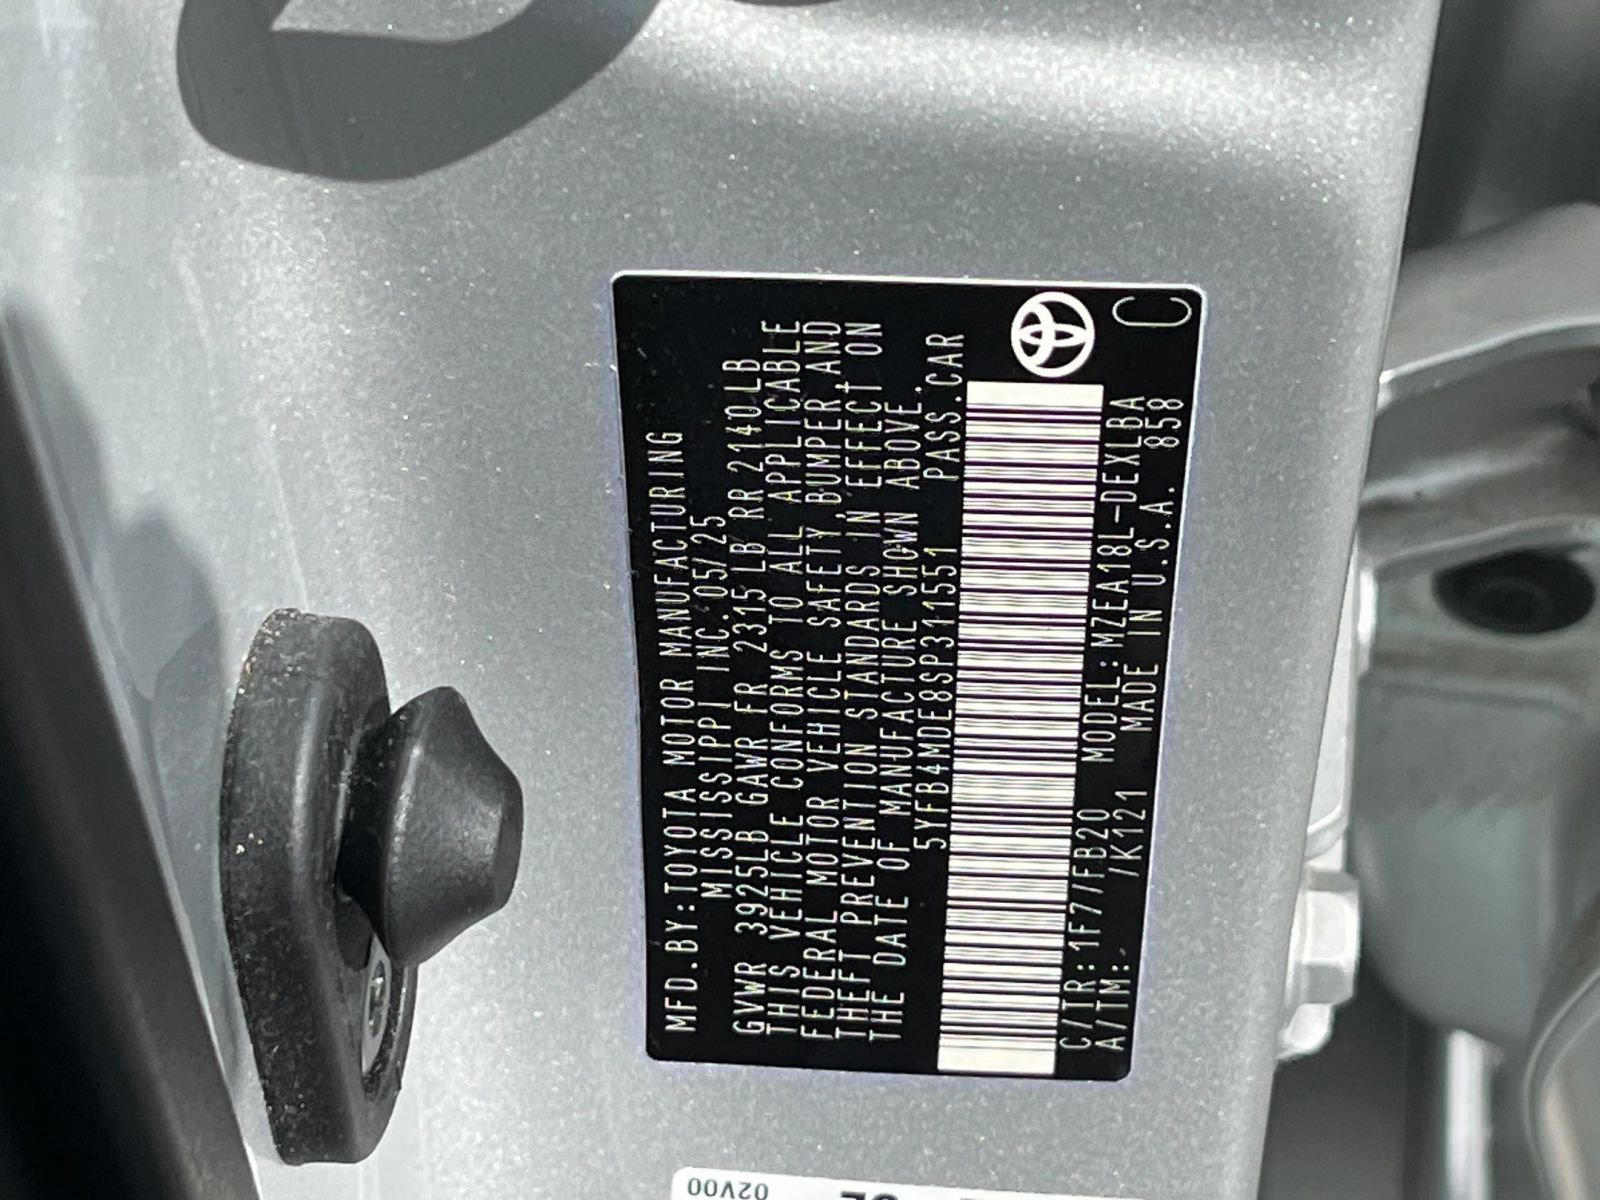 MFD.BY:TOYOTA MOTOR MANUFACTURING
MISSISSIPPI INC.05/25
GVWR 3925LB GAWR FR 2315 LB RR 2140LB
THIS VEHICLE CONFORMS TO ALL APPLICABLE
FEDERAL MOTOR VEHICLE SAFETY,BUMPER,AND
THEFT PREVENTION STANDARDS IN EFFECT ON
THE DATE OF MANUFACTURE SHOWN ABOVE.
5YFB4MDE8SP311551 PASS.CAR
C/TR:1F7/FB20 MODEL:MZEA18L-DEXLBA
A/TM: /K121 MADE IN U.S.A. 858
C
02V00